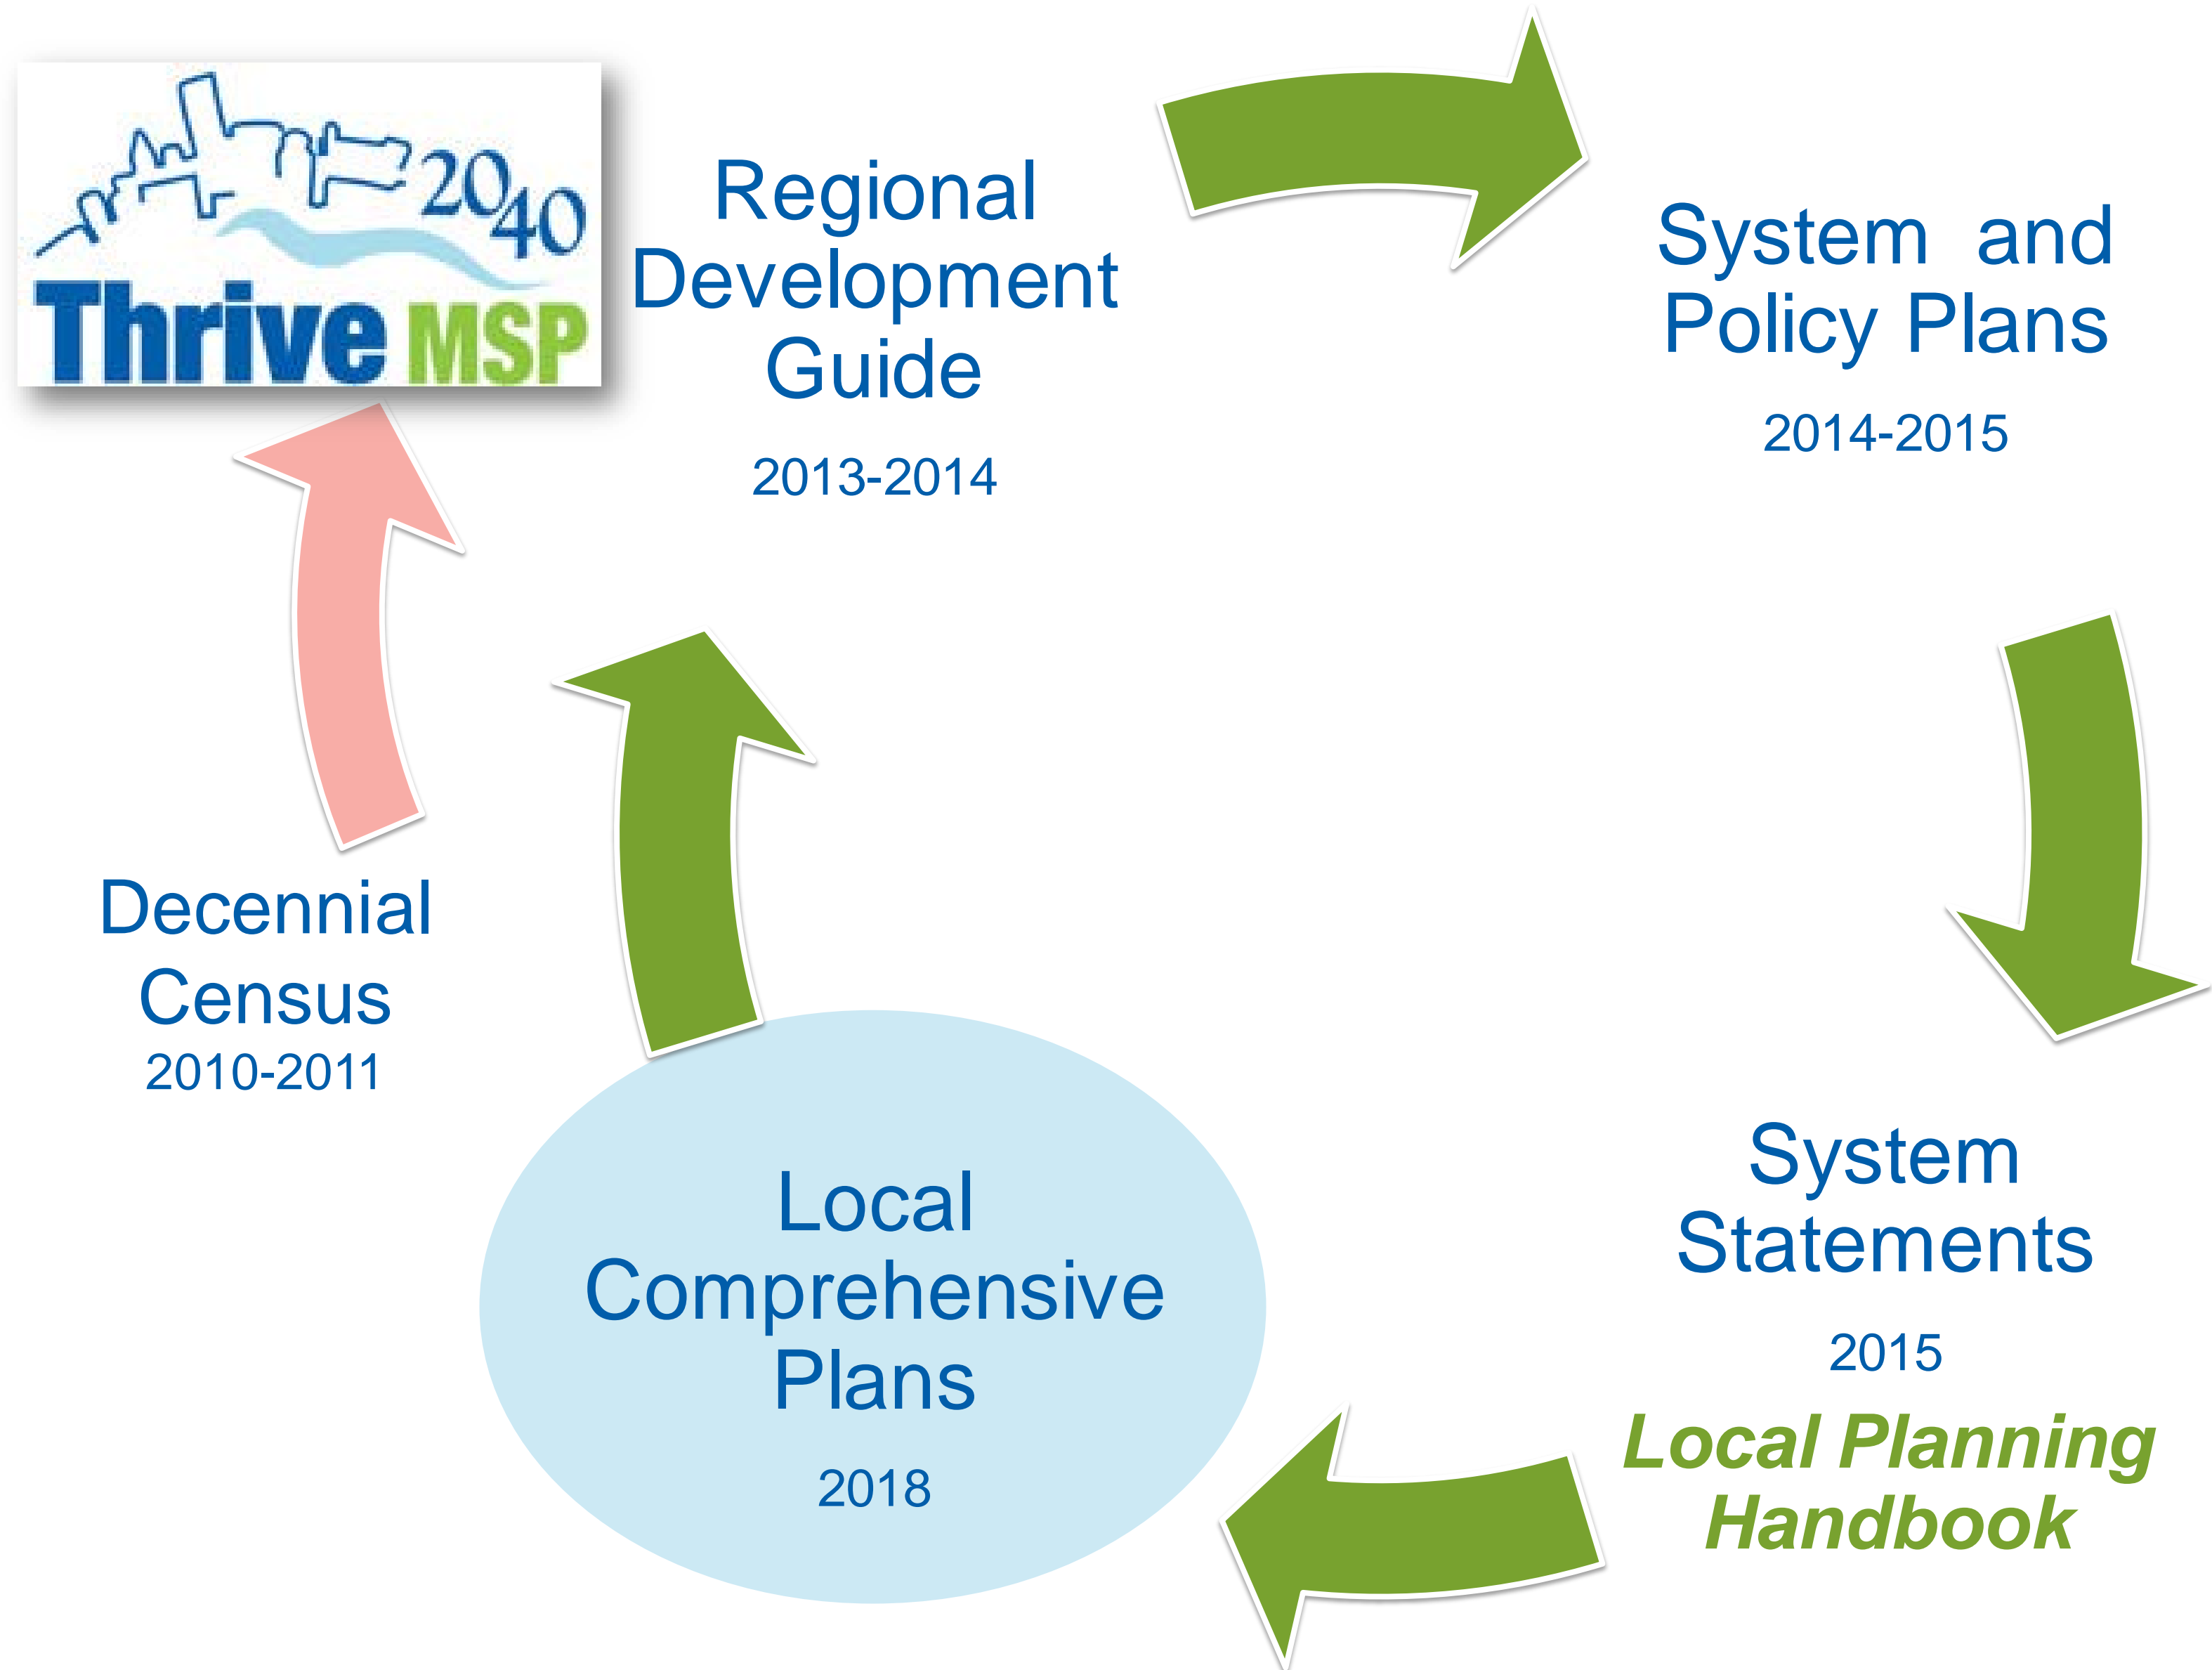 2040
Thrive MSP
Regional
Development
Guide
2013-2014
System and
Policy Plans
2014-2015
System
Statements
2015
Local Planning
Handbook
Local
Comprehensive
Plans
2018
Decennial
Census
2010-2011